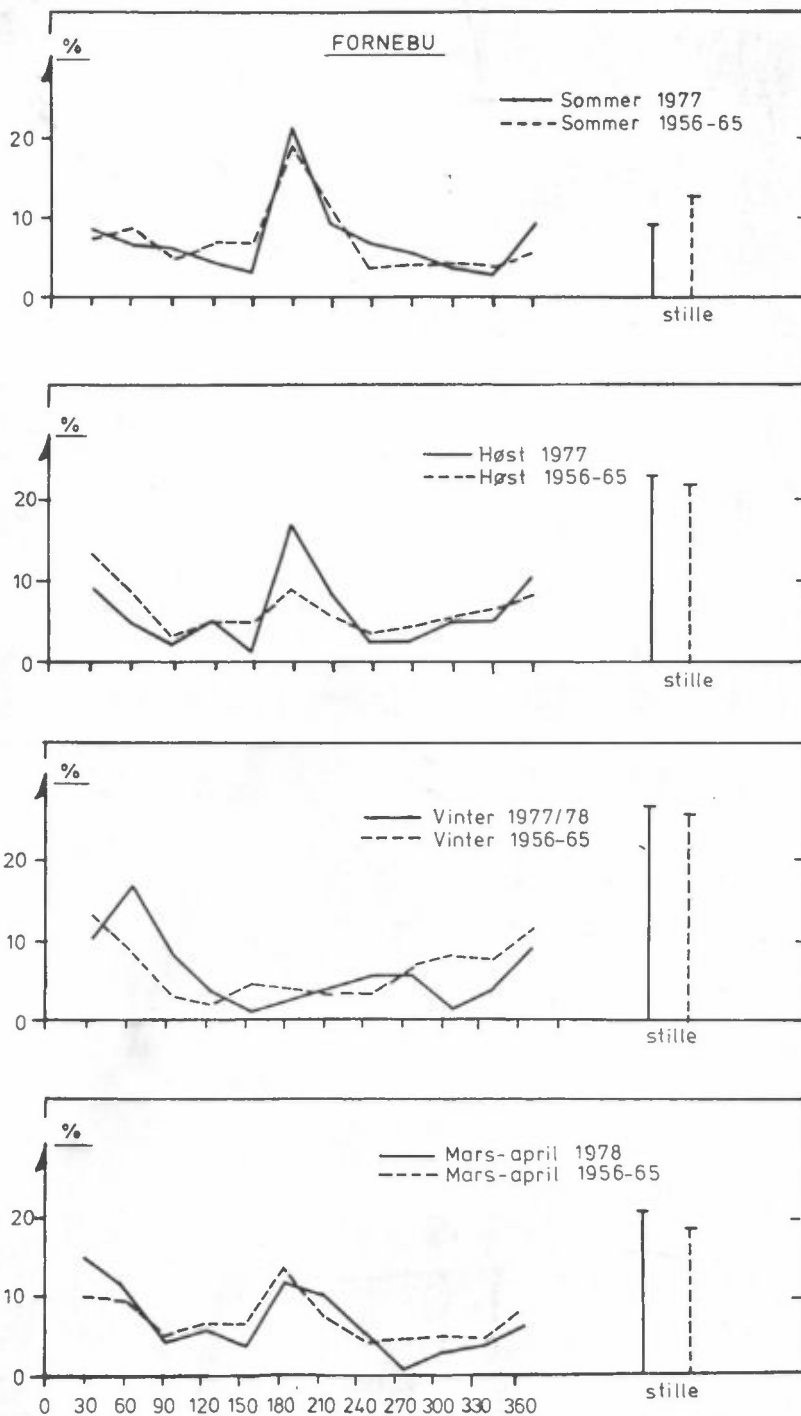 FORNEBU
%
Sommer 1977
Sommer 1956-65
20
10
0
stille
%
Høst 1977
Høst 1956-65
20
10
0
stille
%
Vinter 1977/78
Vinter 1956-65
20
10
0
stille
%
Mars-april 1978
Mars-april 1956-65
20
10
0
0 30 60 90 120 150 180 210 240 270 300 330 360
stille